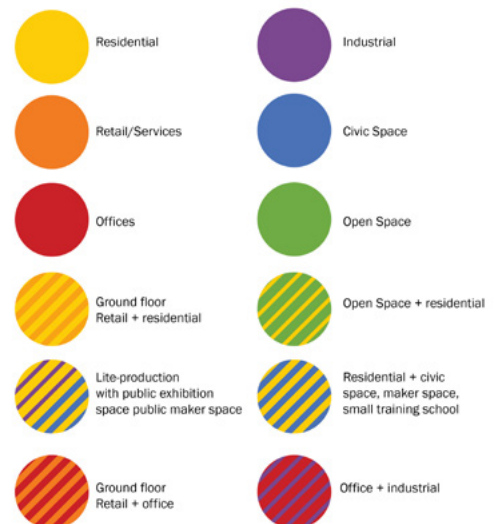 Residential
Industrial
Retail/Services
Civic Space
Offices
Open Space
Ground floor
Retail + residential
Open Space + residential
Lite-production
with public exhibition
space public maker space
Residential + civic
space, maker space,
small training school
Ground floor
Retail + office
Office + industrial